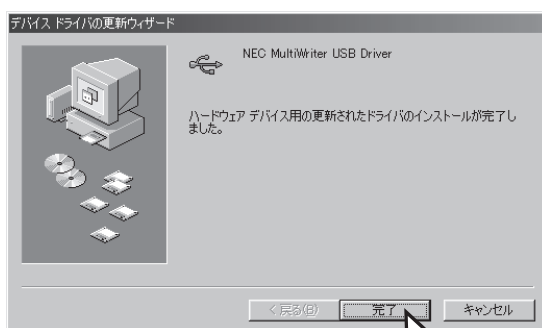 デバイス ドライバの更新ウィザード
NEC MultiWriter USB Driver
ハードウェア デバイス用の更新されたドライバのインストールが完了し
ました。
< 戻る(B)
完了
キャンセル